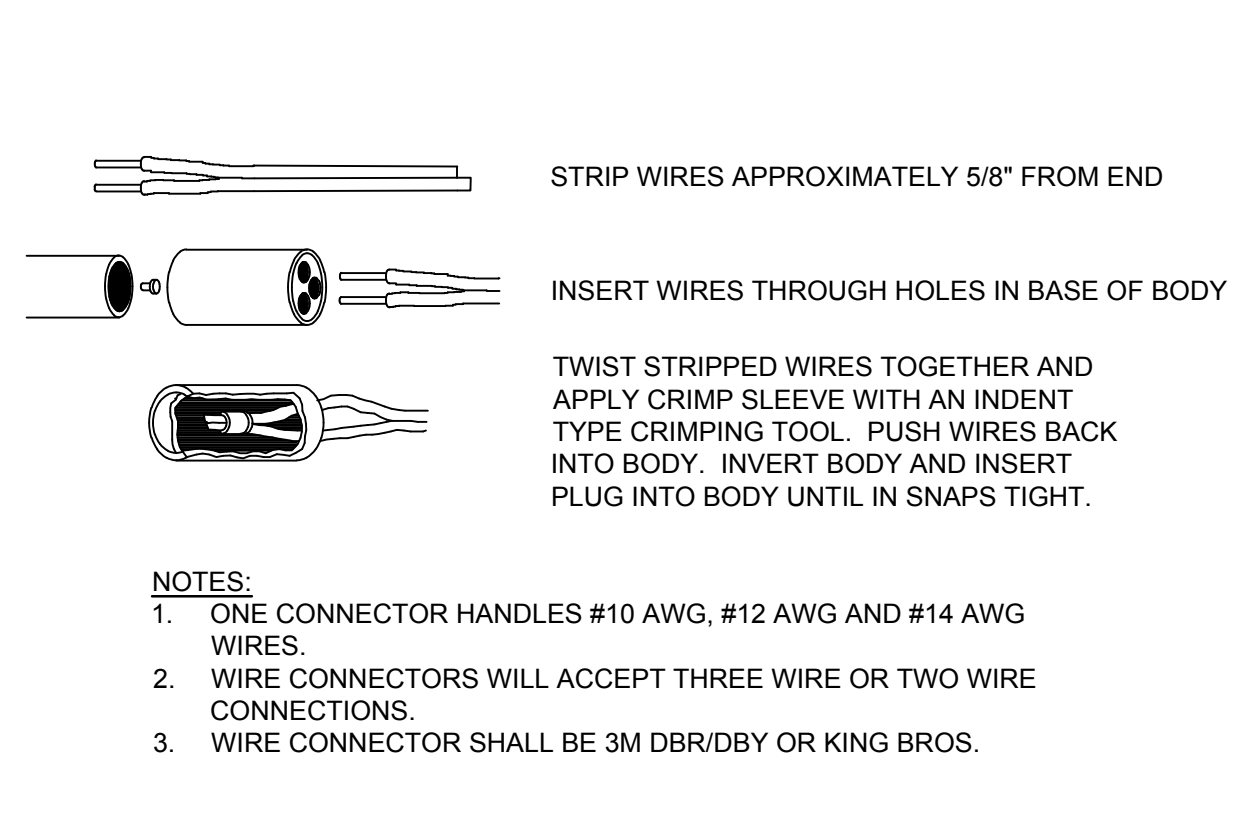 STRIP WIRES APPROXIMATELY 5/8" FROM END
INSERT WIRES THROUGH HOLES IN BASE OF BODY
TWIST STRIPPED WIRES TOGETHER AND
APPLY CRIMP SLEEVE WITH AN INDENT
TYPE CRIMPING TOOL. PUSH WIRES BACK
INTO BODY. INVERT BODY AND INSERT
PLUG INTO BODY UNTIL IN SNAPS TIGHT.
NOTES:
1. ONE CONNECTOR HANDLES #10 AWG, #12 AWG AND #14 AWG
WIRES.
2. WIRE CONNECTORS WILL ACCEPT THREE WIRE OR TWO WIRE
CONNECTIONS.
3. WIRE CONNECTOR SHALL BE 3M DBR/DBY OR KING BROS.